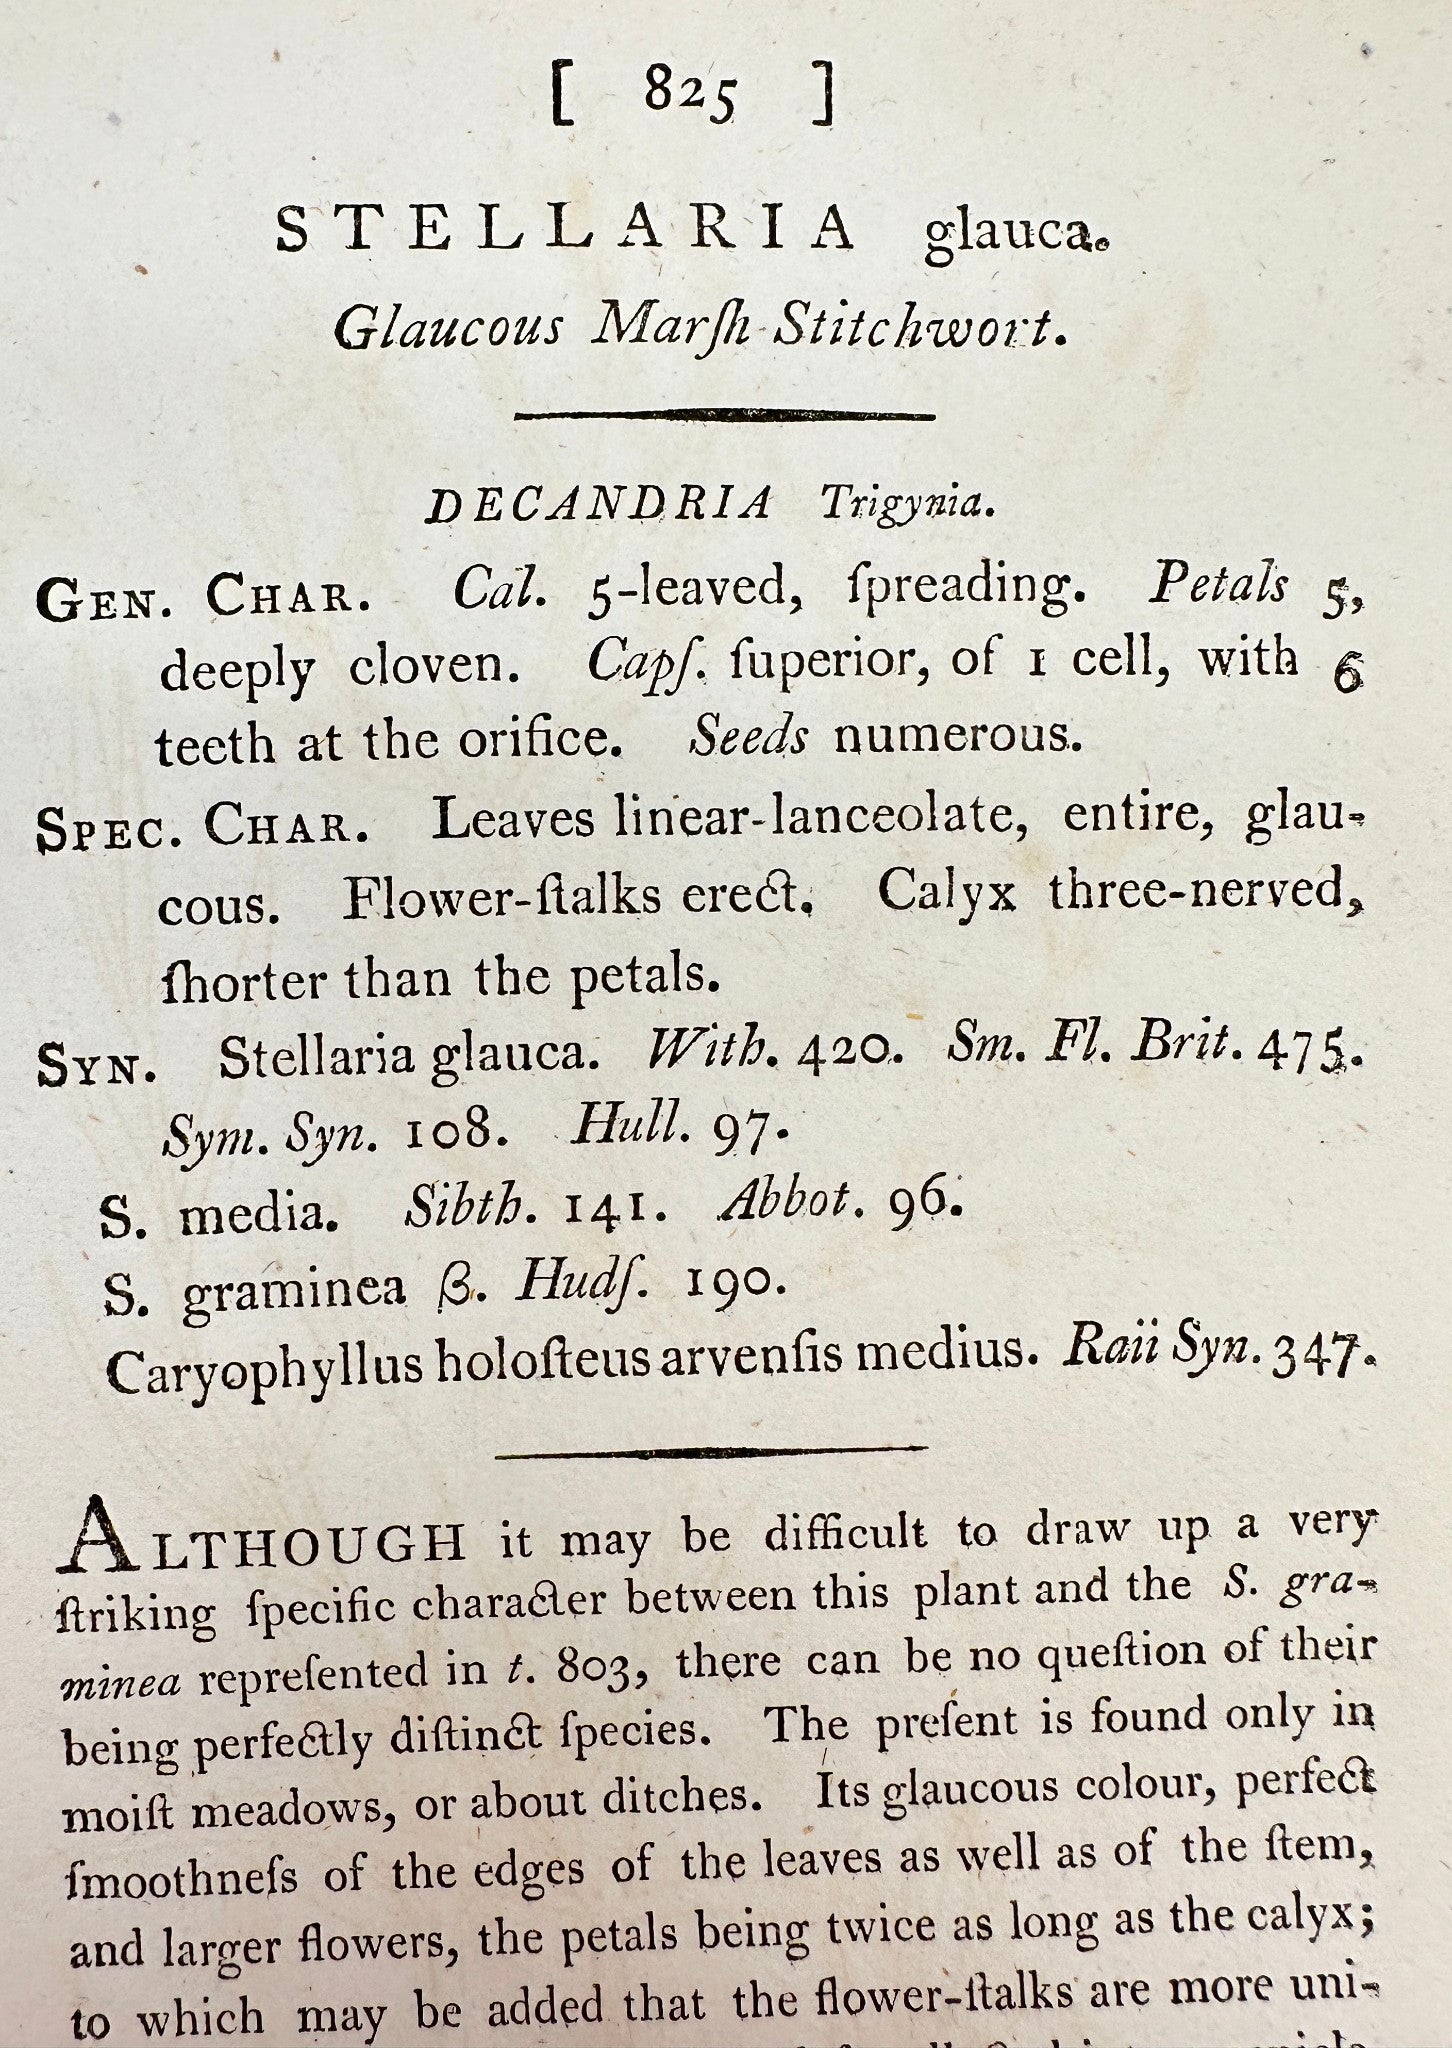 [ 825 ]
STELLARIA glauca.
Glaucous Marſh Stitchwort.
DECANDRIA Trigynia.
GEN. CHAR. Cal. 5-leaved, ſpreading. Petals 5,
deeply cloven. Capſ. ſuperior, of 1 cell, with 6
teeth at the orifice. Seeds numerous.
SPEC. CHAR. Leaves linear-lanceolate, entire, glau-
cous. Flower-ſtalks erect. Calyx three-nerved,
ſhorter than the petals.
SYN. Stellaria glauca. With. 420. Sm. Fl. Brit. 475.
Sym. Syn. 108. Hull. 97.
S. media. Sibth. 141. Abbot. 96.
S. graminea β. Hudſ. 190.
Caryophyllus holoſteus arvenſis medius. Raii Syn. 347.
ALTHOUGH it may be difficult to draw up a very
ſtriking ſpecific character between this plant and the S. gra-
minea repreſented in t. 803, there can be no queſtion of their
being perfectly diſtinct ſpecies. The preſent is found only in
moiſt meadows, or about ditches. Its glaucous colour, perfect
ſmoothneſs of the edges of the leaves as well as of the ſtem,
and larger flowers, the petals being twice as long as the calyx;
to which may be added that the flower-ſtalks are more uni-